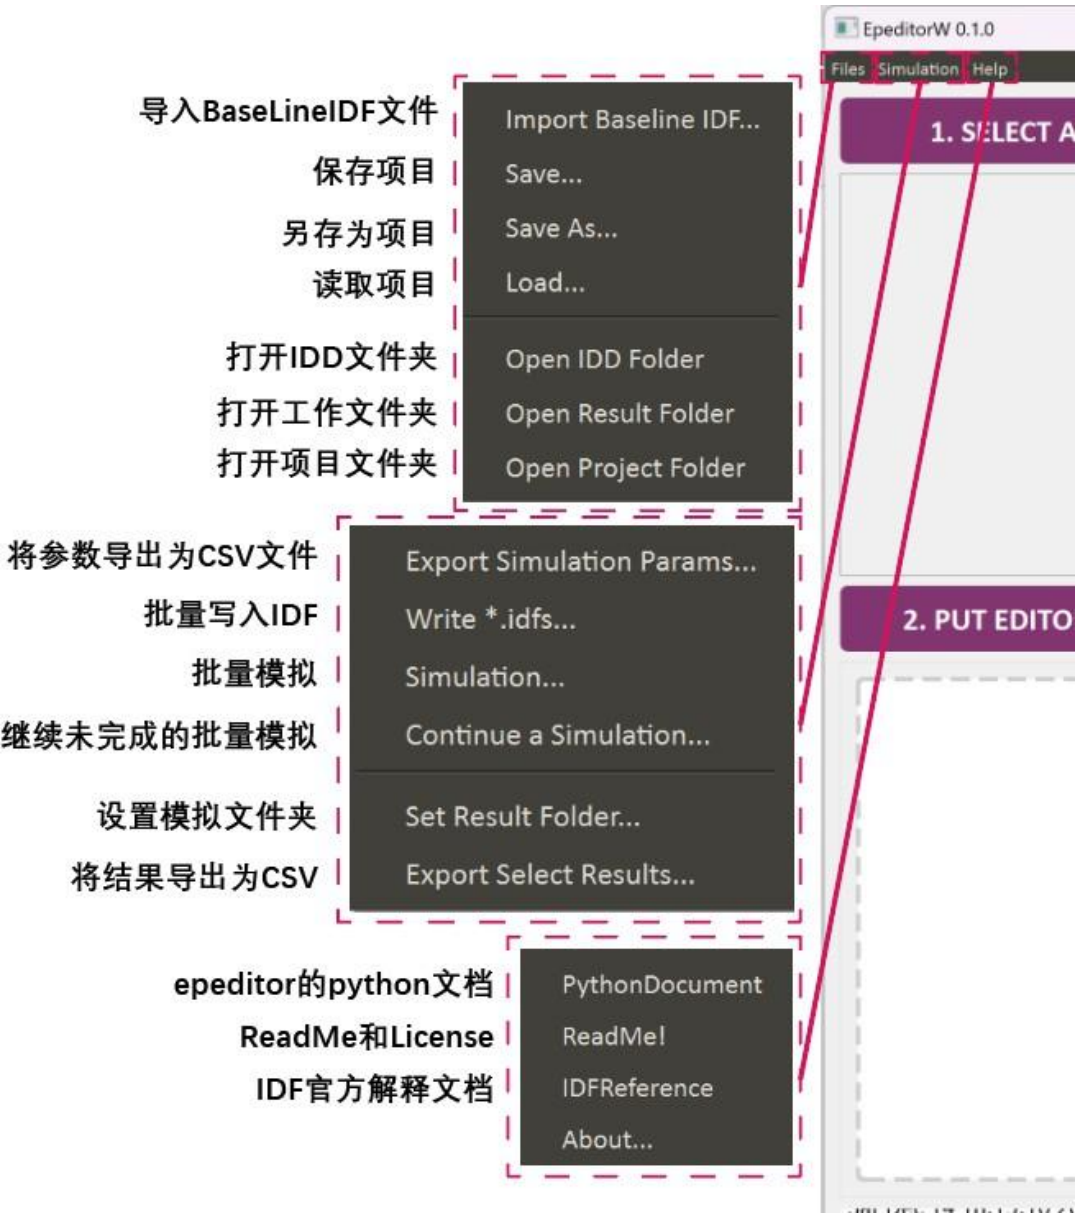 EpeditorW 0.1.0
Files Simulation Help
导入BaseLineIDF文件 Import Baseline IDF...
保存项目 Save...
另存为项目 Save As...
读取项目 Load...
打开IDD文件夹 Open IDD Folder
打开工作文件夹 Open Result Folder
打开项目文件夹 Open Project Folder
将参数导出为CSV文件 Export Simulation Params...
批量写入IDF Write *.idfs...
批量模拟 Simulation...
继续未完成的批量模拟 Continue a Simulation...
设置模拟文件夹 Set Result Folder...
将结果导出为CSV Export Select Results...
epeditor的python文档 PythonDocument
ReadMe和License ReadMe!
IDF官方解释文档 IDFReference
About...
1. SELECT A
2. PUT EDITO